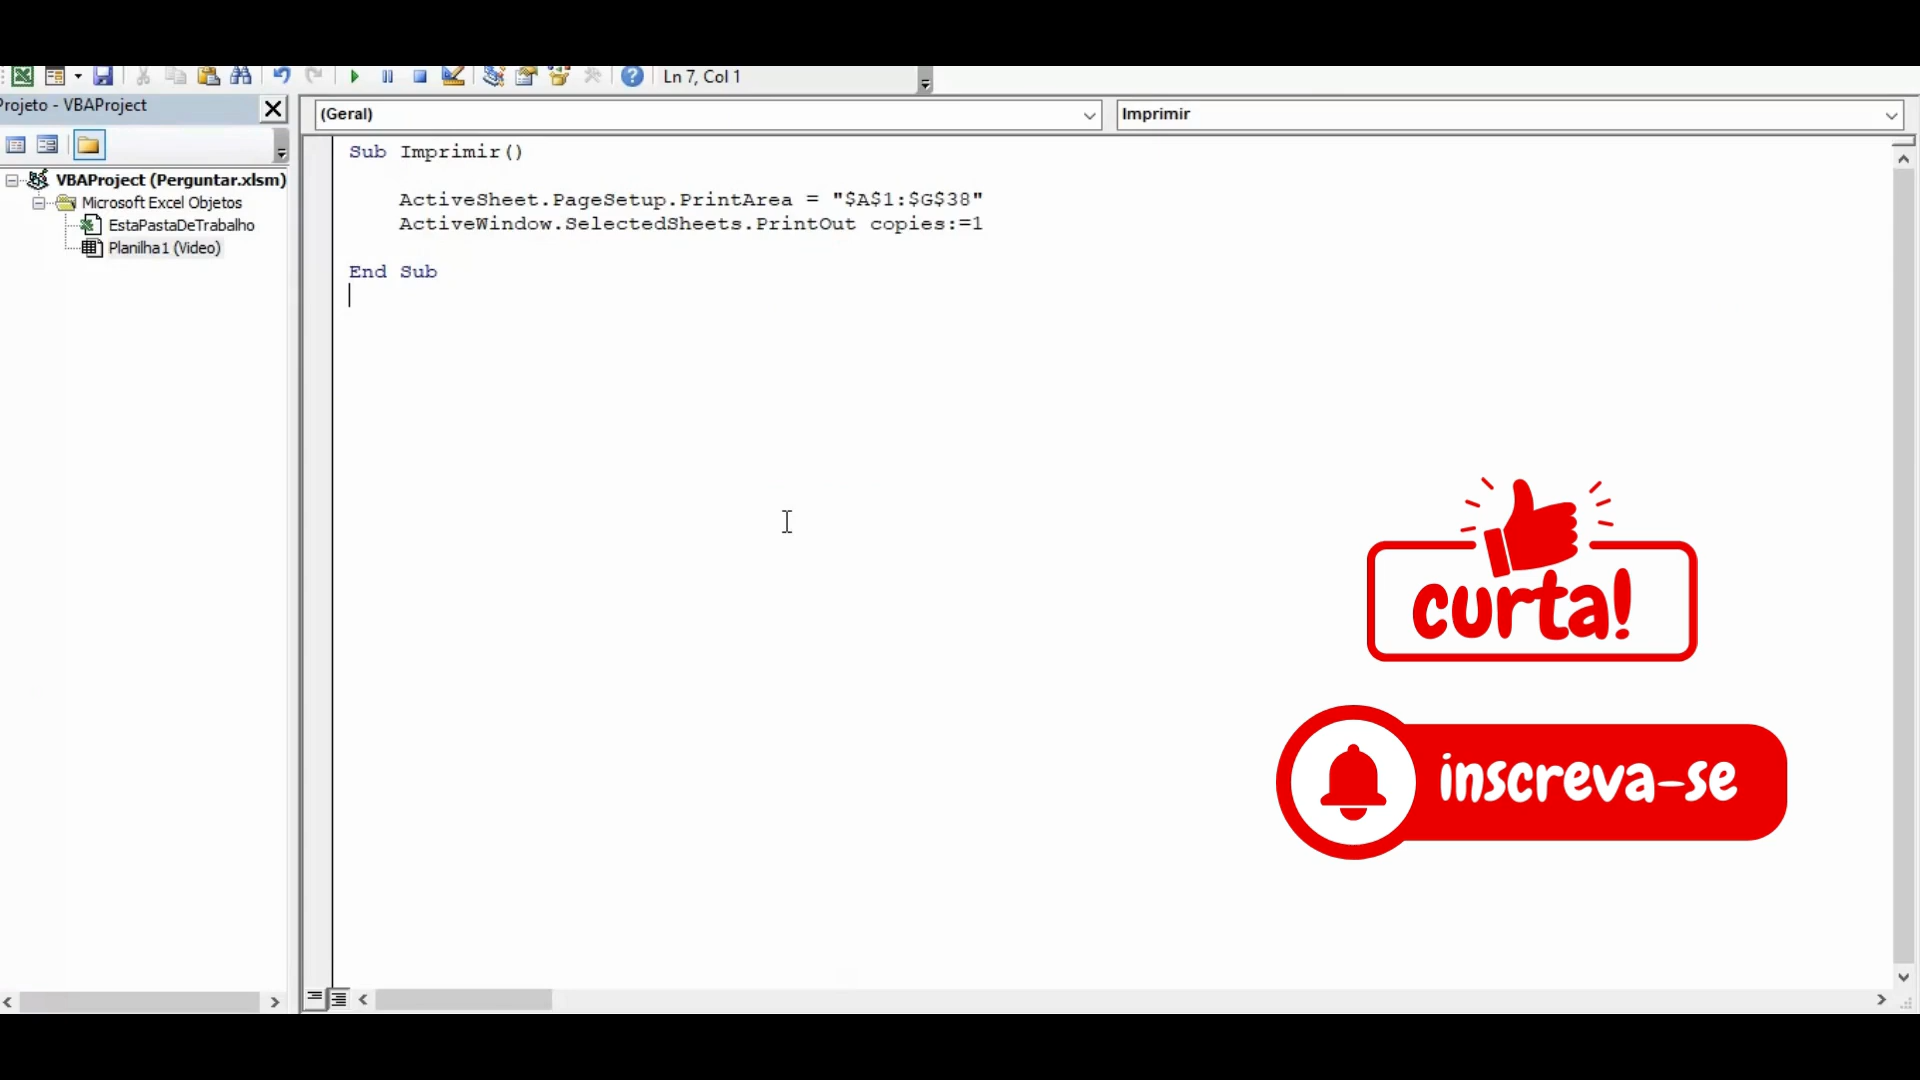 Ln 7, Col 1
Projeto - VBAProject
(Geral)
Imprimir
VBAProject (Perguntar.xlsm)
Microsoft Excel Objetos
EstaPastaDeTrabalho
Planilha1 (Video)
Sub Imprimir()
ActiveSheet.PageSetup.PrintArea = "$A$1:$G$38"
ActiveWindow.SelectedSheets.PrintOut copies:=1
End Sub
curta!
inscreva-se